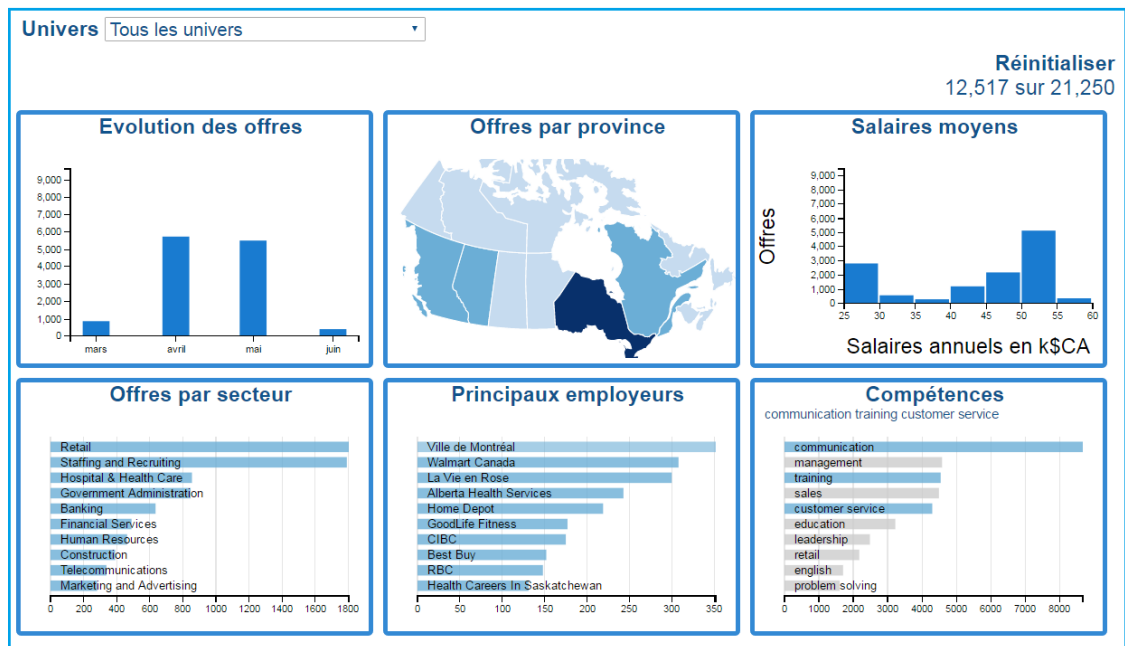 Univers Tous les univers
Réinitialiser
12,517 sur 21,250
Evolution des offres
9,000
8,000
7,000
6,000
5,000
4,000
3,000
2,000
1,000
0
mars avril mai juin
Offres par province
Salaires moyens
Offres
9,000
8,000
7,000
6,000
5,000
4,000
3,000
2,000
1,000
0
25 30 35 40 45 50 55 60
Salaires annuels en k$CA
Offres par secteur
Retail
Staffing and Recruiting
Hospital & Health Care
Government Administration
Banking
Financial Services
Human Resources
Construction
Telecommunications
Marketing and Advertising
0 200 400 600 800 1000 1200 1400 1600 1800
Principaux employeurs
Ville de Montréal
Walmart Canada
La Vie en Rose
Alberta Health Services
Home Depot
GoodLife Fitness
CIBC
Best Buy
RBC
Health Careers In Saskatchewan
0 50 100 150 200 250 300 350
Compétences
communication training customer service
communication
management
training
sales
customer service
education
leadership
retail
english
problem solving
0 1000 2000 3000 4000 5000 6000 7000 8000